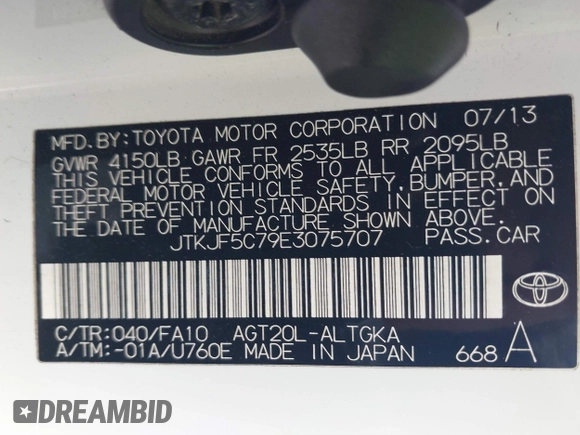 MFD.BY:TOYOTA MOTOR CORPORATION 07/13
GVWR 4150LB GAWR FR 2535LB RR 2095LB
THIS VEHICLE CONFORMS TO ALL APPLICABLE
FEDERAL MOTOR VEHICLE SAFETY,BUMPER,AND
THEFT PREVENTION STANDARDS IN EFFECT ON
THE DATE OF MANUFACTURE SHOWN ABOVE.
JTKJF5C79E3075707 PASS.CAR
C/TR:040/FA10 AGT20L-ALTGKA
A/TM:-01A/U760E MADE IN JAPAN 668 A
TOYOTA
DREAMBID